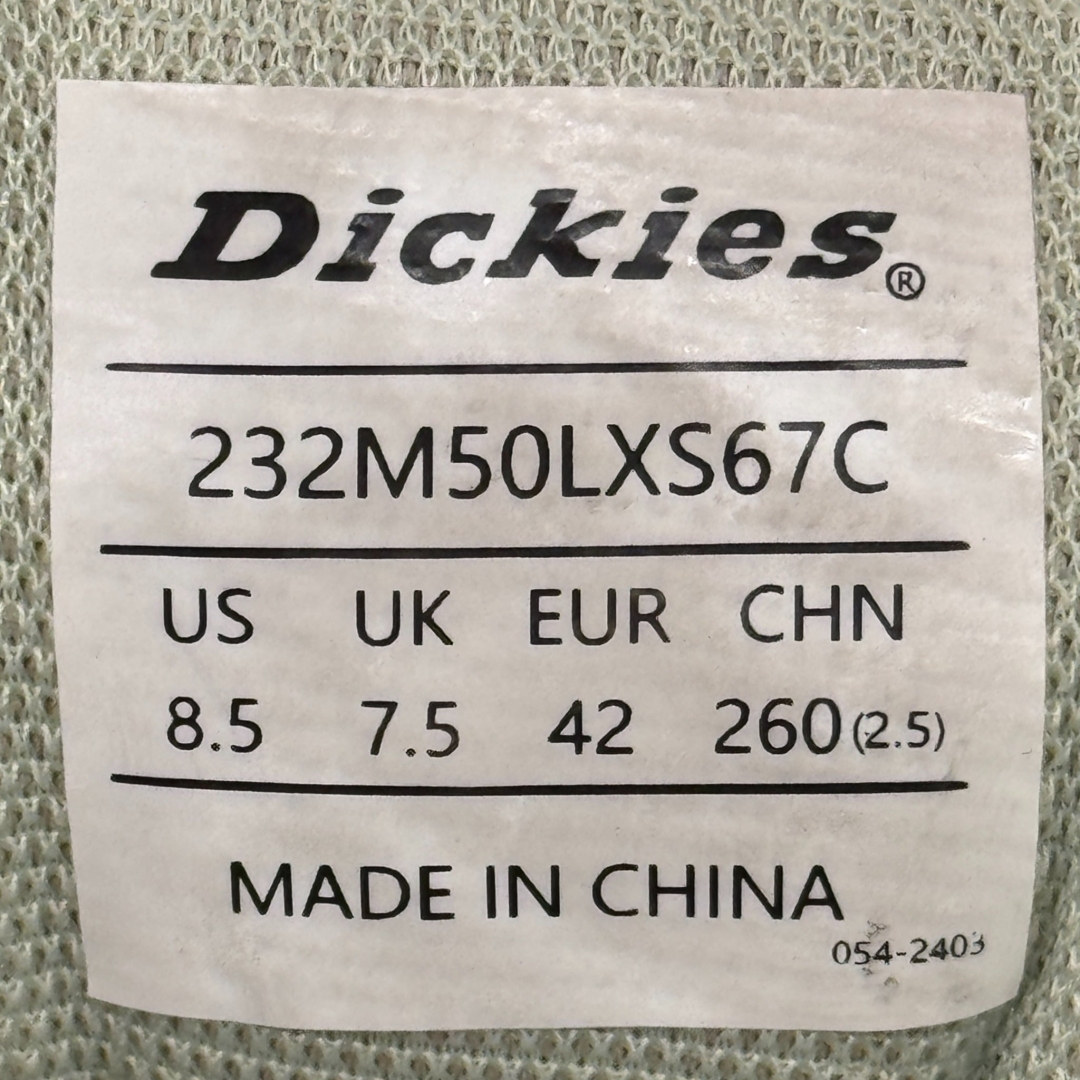 Dickies®
232M50LXS67C
US UK EUR CHN
8.5 7.5 42 260(2.5)
MADE IN CHINA
054-2403